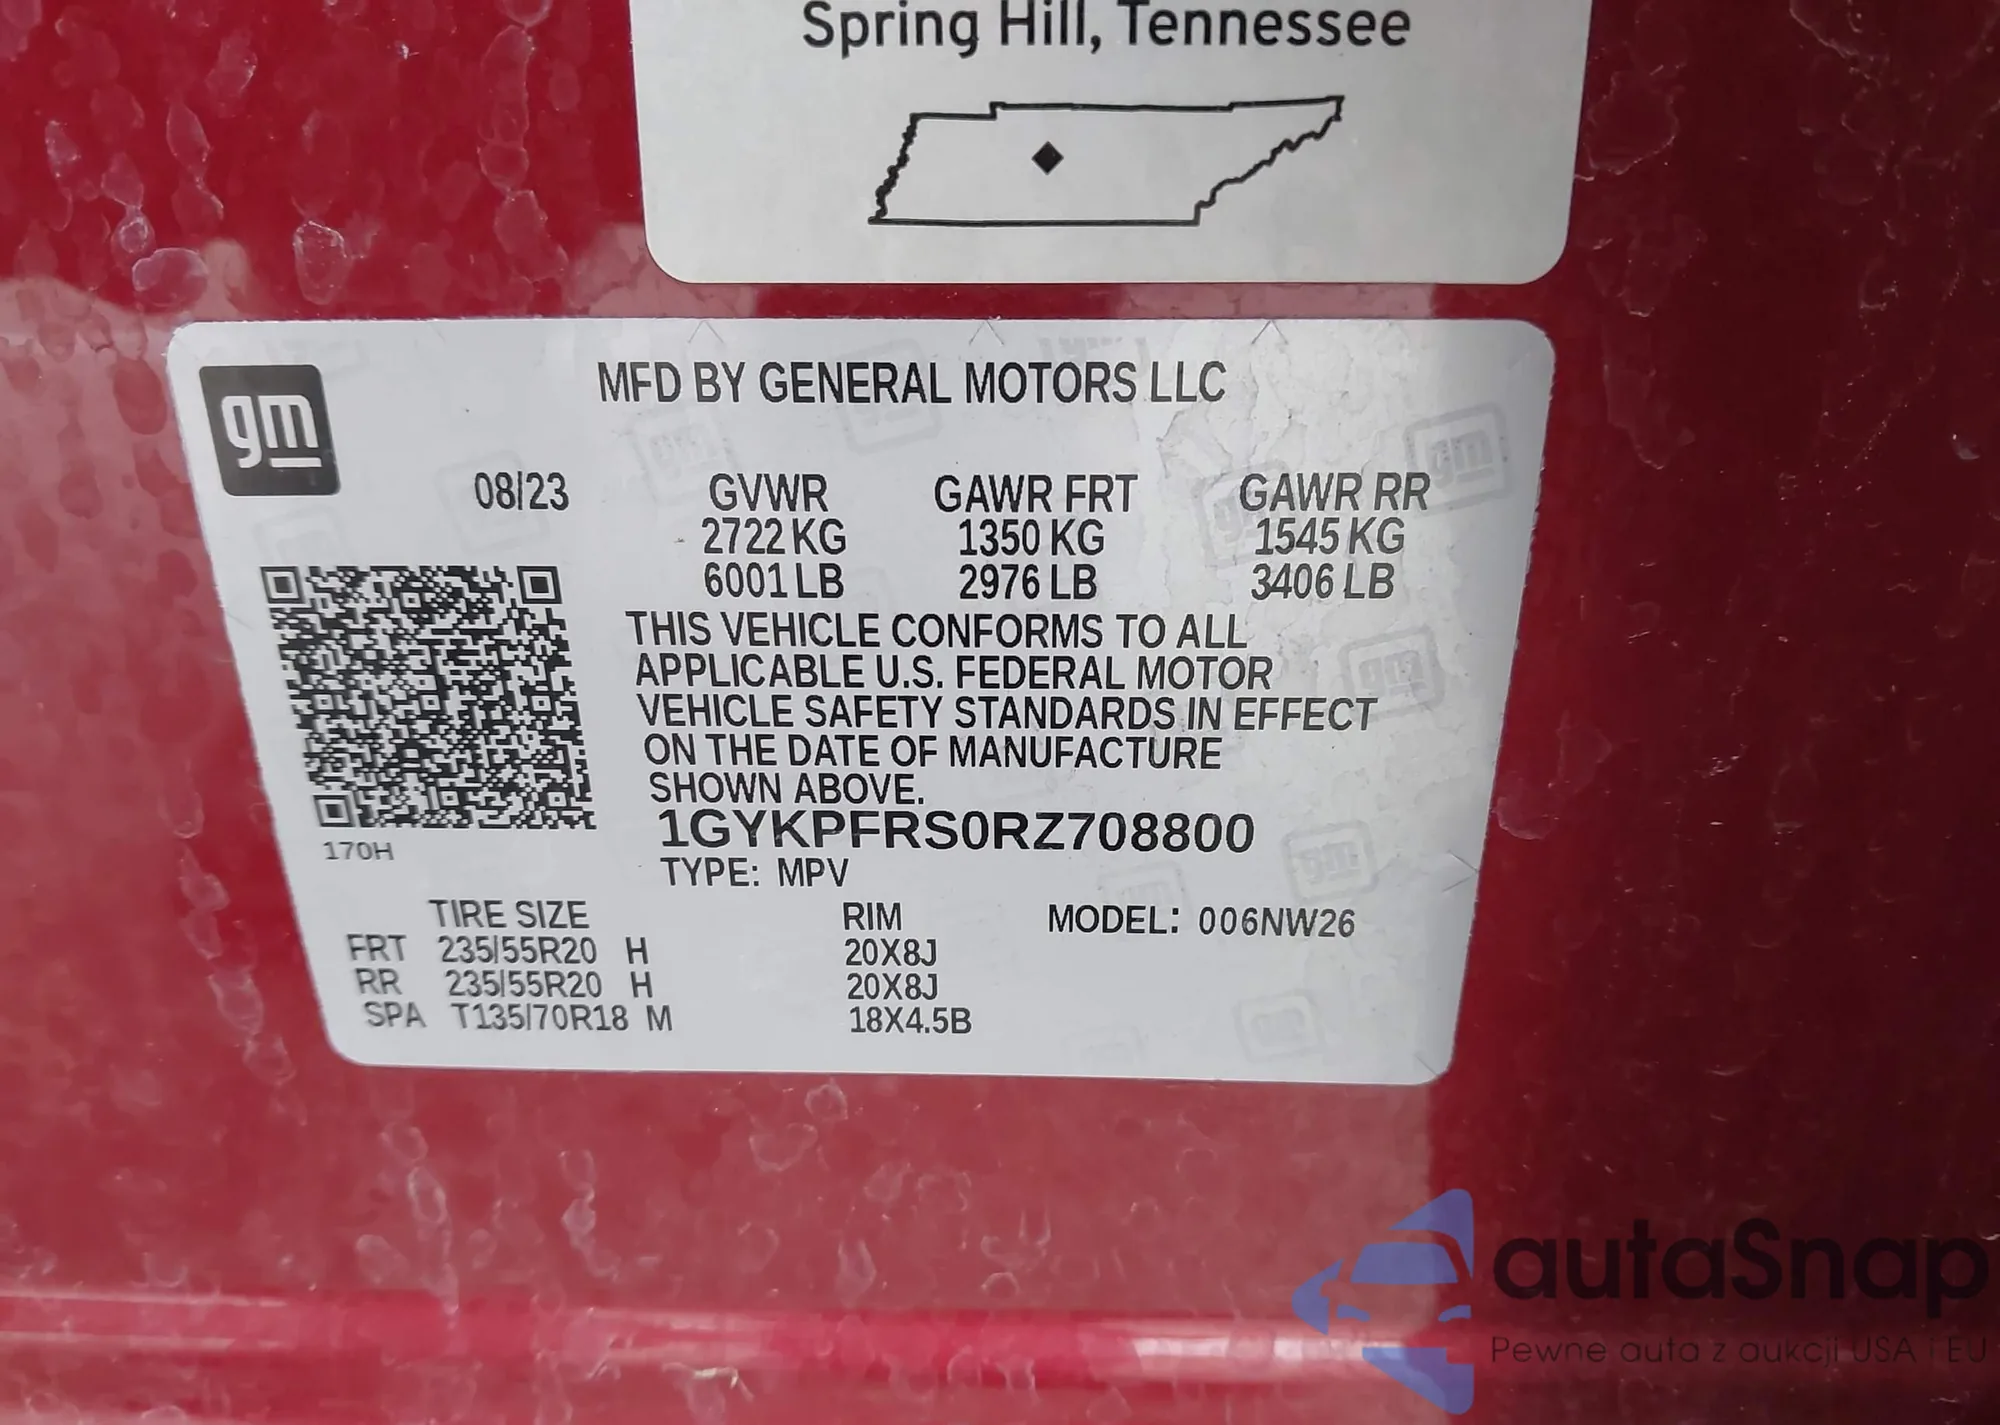 Spring Hill, Tennessee
gm
MFD BY GENERAL MOTORS LLC
08/23 GVWR GAWR FRT GAWR RR
2722 KG 1350 KG 1545 KG
6001 LB 2976 LB 3406 LB
THIS VEHICLE CONFORMS TO ALL
APPLICABLE U.S. FEDERAL MOTOR
VEHICLE SAFETY STANDARDS IN EFFECT
ON THE DATE OF MANUFACTURE
SHOWN ABOVE.
1GYKPFRS0RZ708800
170H
TYPE: MPV
TIRE SIZE RIM MODEL: 006NW26
FRT 235/55R20 H 20X8J
RR 235/55R20 H 20X8J
SPA T135/70R18 M 18X4.5B
autaSnap
Pewne auta z aukcji USA i EU